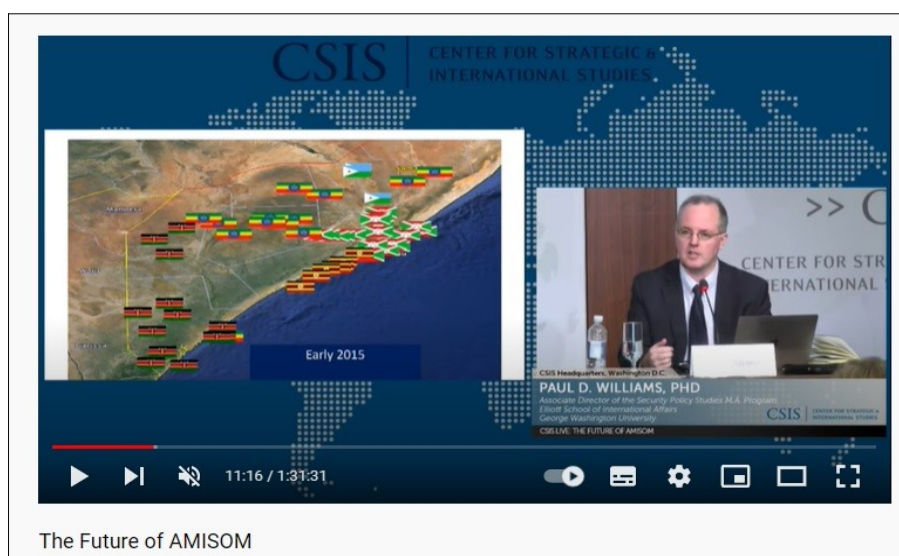 CSIS
CENTER FOR STRATEGIC &
INTERNATIONAL STUDIES
Early 2015
>> C
CENTER FOR STR
ERNATIONAL
CSIS Headquarters, Washington D.C.
PAUL D. WILLIAMS, PHD
Associate Director of the Security Policy Studies M.A. Program
Elliott School of International Affairs
George Washington University
CSIS
CENTER FOR STRATEGIC &
INTERNATIONAL STUDIES
CSIS LIVE: THE FUTURE OF AMISOM
11:16 / 1:31:31
The Future of AMISOM